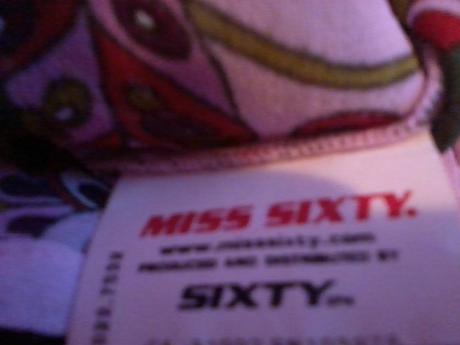 MISS SIXTY.
www.misssixty.com
PRODUCED AND DISTRIBUTED BY
SIXTY